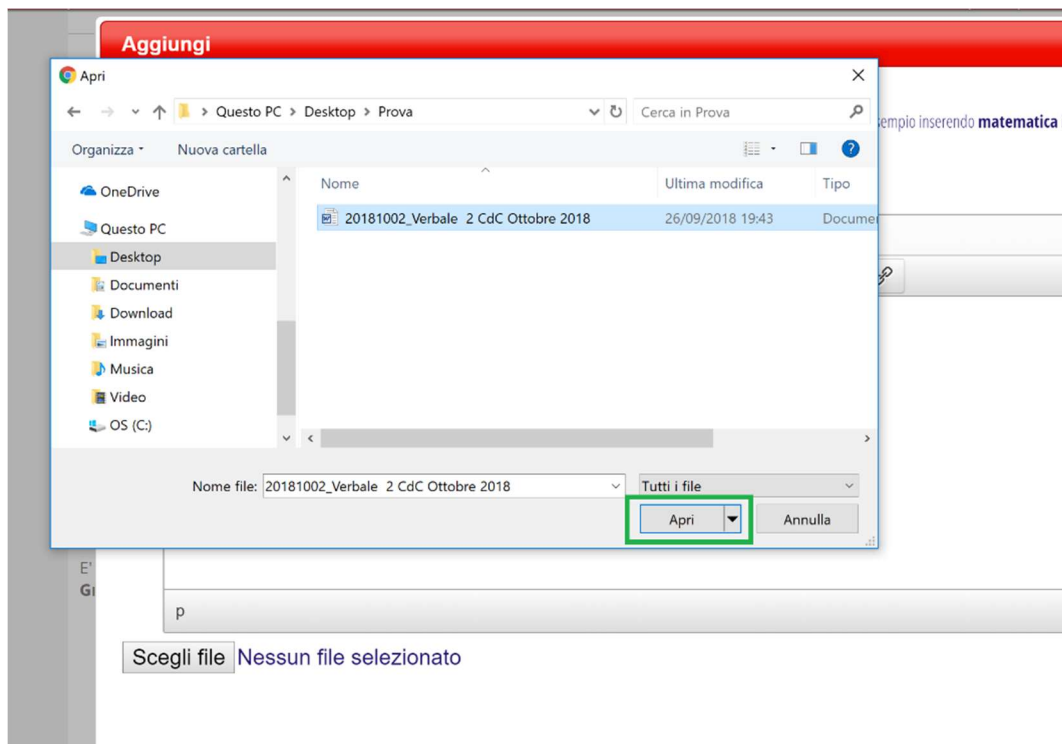 Aggiungi
Apri
Questo PC > Desktop > Prova
Cerca in Prova
empio inserendo matematica
Organizza
Nuova cartella
Nome
Ultima modifica
Tipo
20181002_Verbale 2 CdC Ottobre 2018
26/09/2018 19:43
Docume
OneDrive
Questo PC
Desktop
Documenti
Download
Immagini
Musica
Video
OS (C:)
Nome file: 20181002_Verbale 2 CdC Ottobre 2018
Tutti i file
Apri
Annulla
E'
p
Scegli file Nessun file selezionato